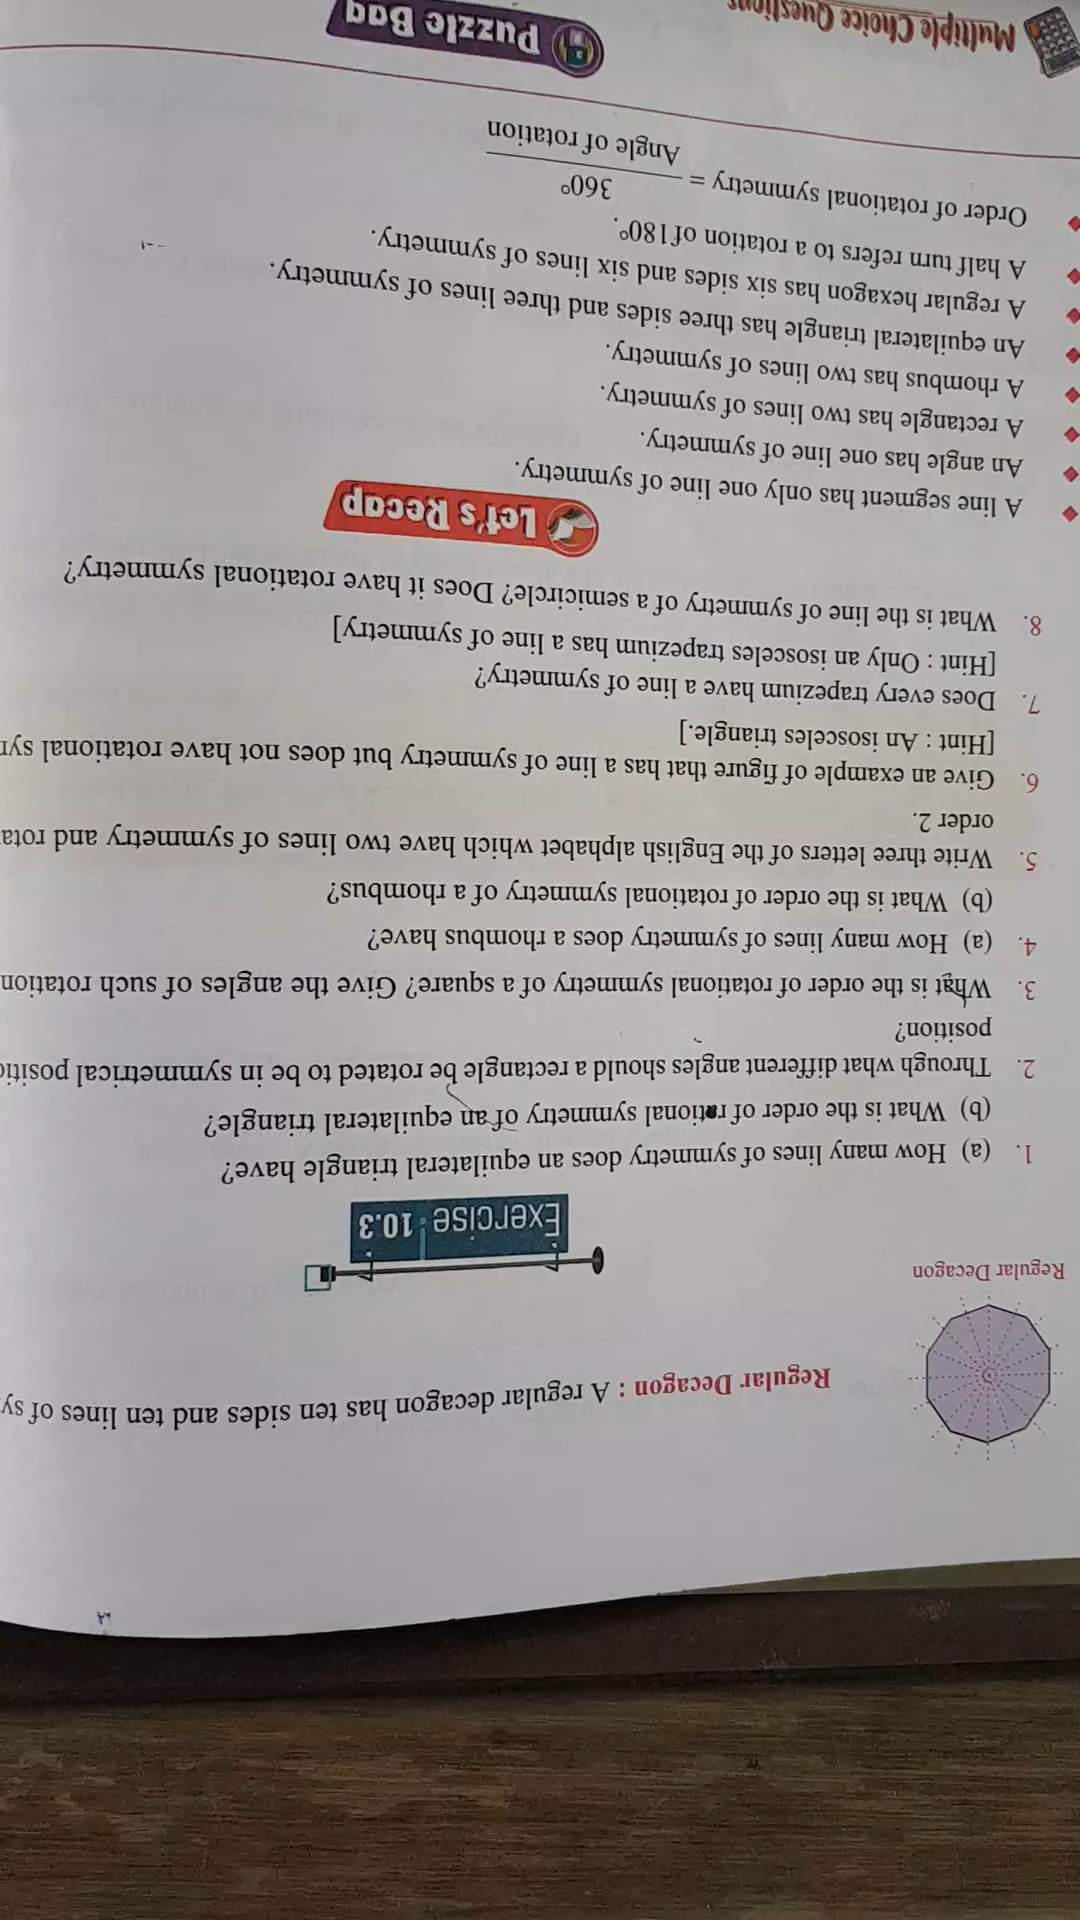 Regular Decagon : A regular decagon has ten sides and ten lines of sy
Regular Decagon
Exercise 10.3
1. (a) How many lines of symmetry does an equilateral triangle have?
(b) What is the order of rational symmetry of an equilateral triangle?
2. Through what different angles should a rectangle be rotated to be in symmetrical positio
position?
3. What is the order of rotational symmetry of a square? Give the angles of such rotation
4. (a) How many lines of symmetry does a rhombus have?
(b) What is the order of rotational symmetry of a rhombus?
5. Write three letters of the English alphabet which have two lines of symmetry and rota
order 2.
6. Give an example of figure that has a line of symmetry but does not have rotational sy
[Hint : An isosceles triangle.]
7. Does every trapezium have a line of symmetry?
[Hint : Only an isosceles trapezium has a line of symmetry]
8. What is the line of symmetry of a semicircle? Does it have rotational symmetry?
Let's Recap
◆ A line segment has only one line of symmetry.
◆ An angle has one line of symmetry.
◆ A rectangle has two lines of symmetry.
◆ A rhombus has two lines of symmetry.
◆ An equilateral triangle has three sides and three lines of symmetry.
◆ A regular hexagon has six sides and six lines of symmetry.
◆ A half turn refers to a rotation of 180°.
◆ Order of rotational symmetry = 360° / Angle of rotation
Puzzle Bag
Multiple Choice Questions